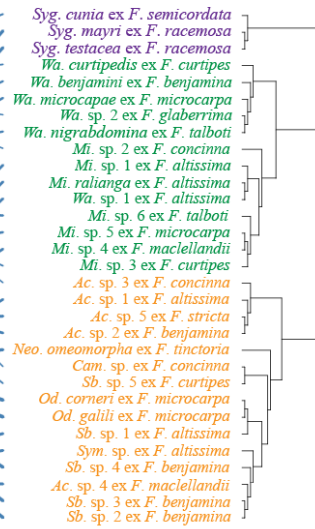 Syg. cunia ex F. semicordata
Syg. mayri ex F. racemosa
Syg. testacea ex F. racemosa
Wa. curtipedis ex F. curtipes
Wa. benjamini ex F. benjamina
Wa. microcapae ex F. microcarpa
Wa. sp. 2 ex F. glaberrima
Wa. nigrabdomina ex F. talboti
Mi. sp. 2 ex F. concinna
Mi. sp. 1 ex F. altissima
Mi. ralianga ex F. altissima
Wa. sp. 1 ex F. altissima
Mi. sp. 6 ex F. talboti
Mi. sp. 5 ex F. microcarpa
Mi. sp. 4 ex F. maclellandii
Mi. sp. 3 ex F. curtipes
Ac. sp. 3 ex F. concinna
Ac. sp. 1 ex F. altissima
Ac. sp. 5 ex F. stricta
Ac. sp. 2 ex F. benjamina
Neo. omeomorpha ex F. tinctoria
Cam. sp. ex F. concinna
Sb. sp. 5 ex F. curtipes
Od. corneri ex F. microcarpa
Od. galili ex F. microcarpa
Sb. sp. 1 ex F. altissima
Sym. sp. ex F. altissima
Sb. sp. 4 ex F. benjamina
Ac. sp. 4 ex F. maclellandii
Sb. sp. 3 ex F. benjamina
Sb. sp. 2 ex F. benjamina